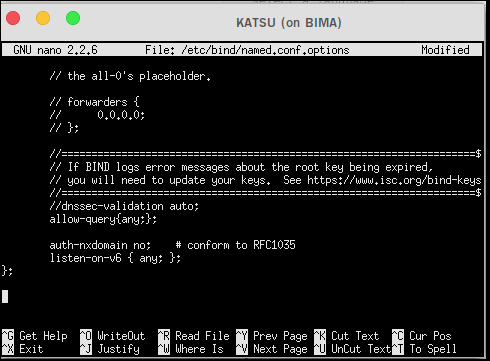 KATSU (on BIMA)
GNU nano 2.2.6 File: /etc/bind/named.conf.options Modified
// the all-0's placeholder.
// forwarders {
// 0.0.0.0;
// };
//========================================================================$
// If BIND logs error messages about the root key being expired,
// you will need to update your keys. See https://www.isc.org/bind-keys
//========================================================================$
//dnssec-validation auto;
allow-query{any;};
auth-nxdomain no; # conform to RFC1035
listen-on-v6 { any; };
};
^G Get Help ^O WriteOut ^R Read File ^Y Prev Page ^K Cut Text ^C Cur Pos
^X Exit ^J Justify ^W Where Is ^V Next Page ^U UnCut Text^T To Spell